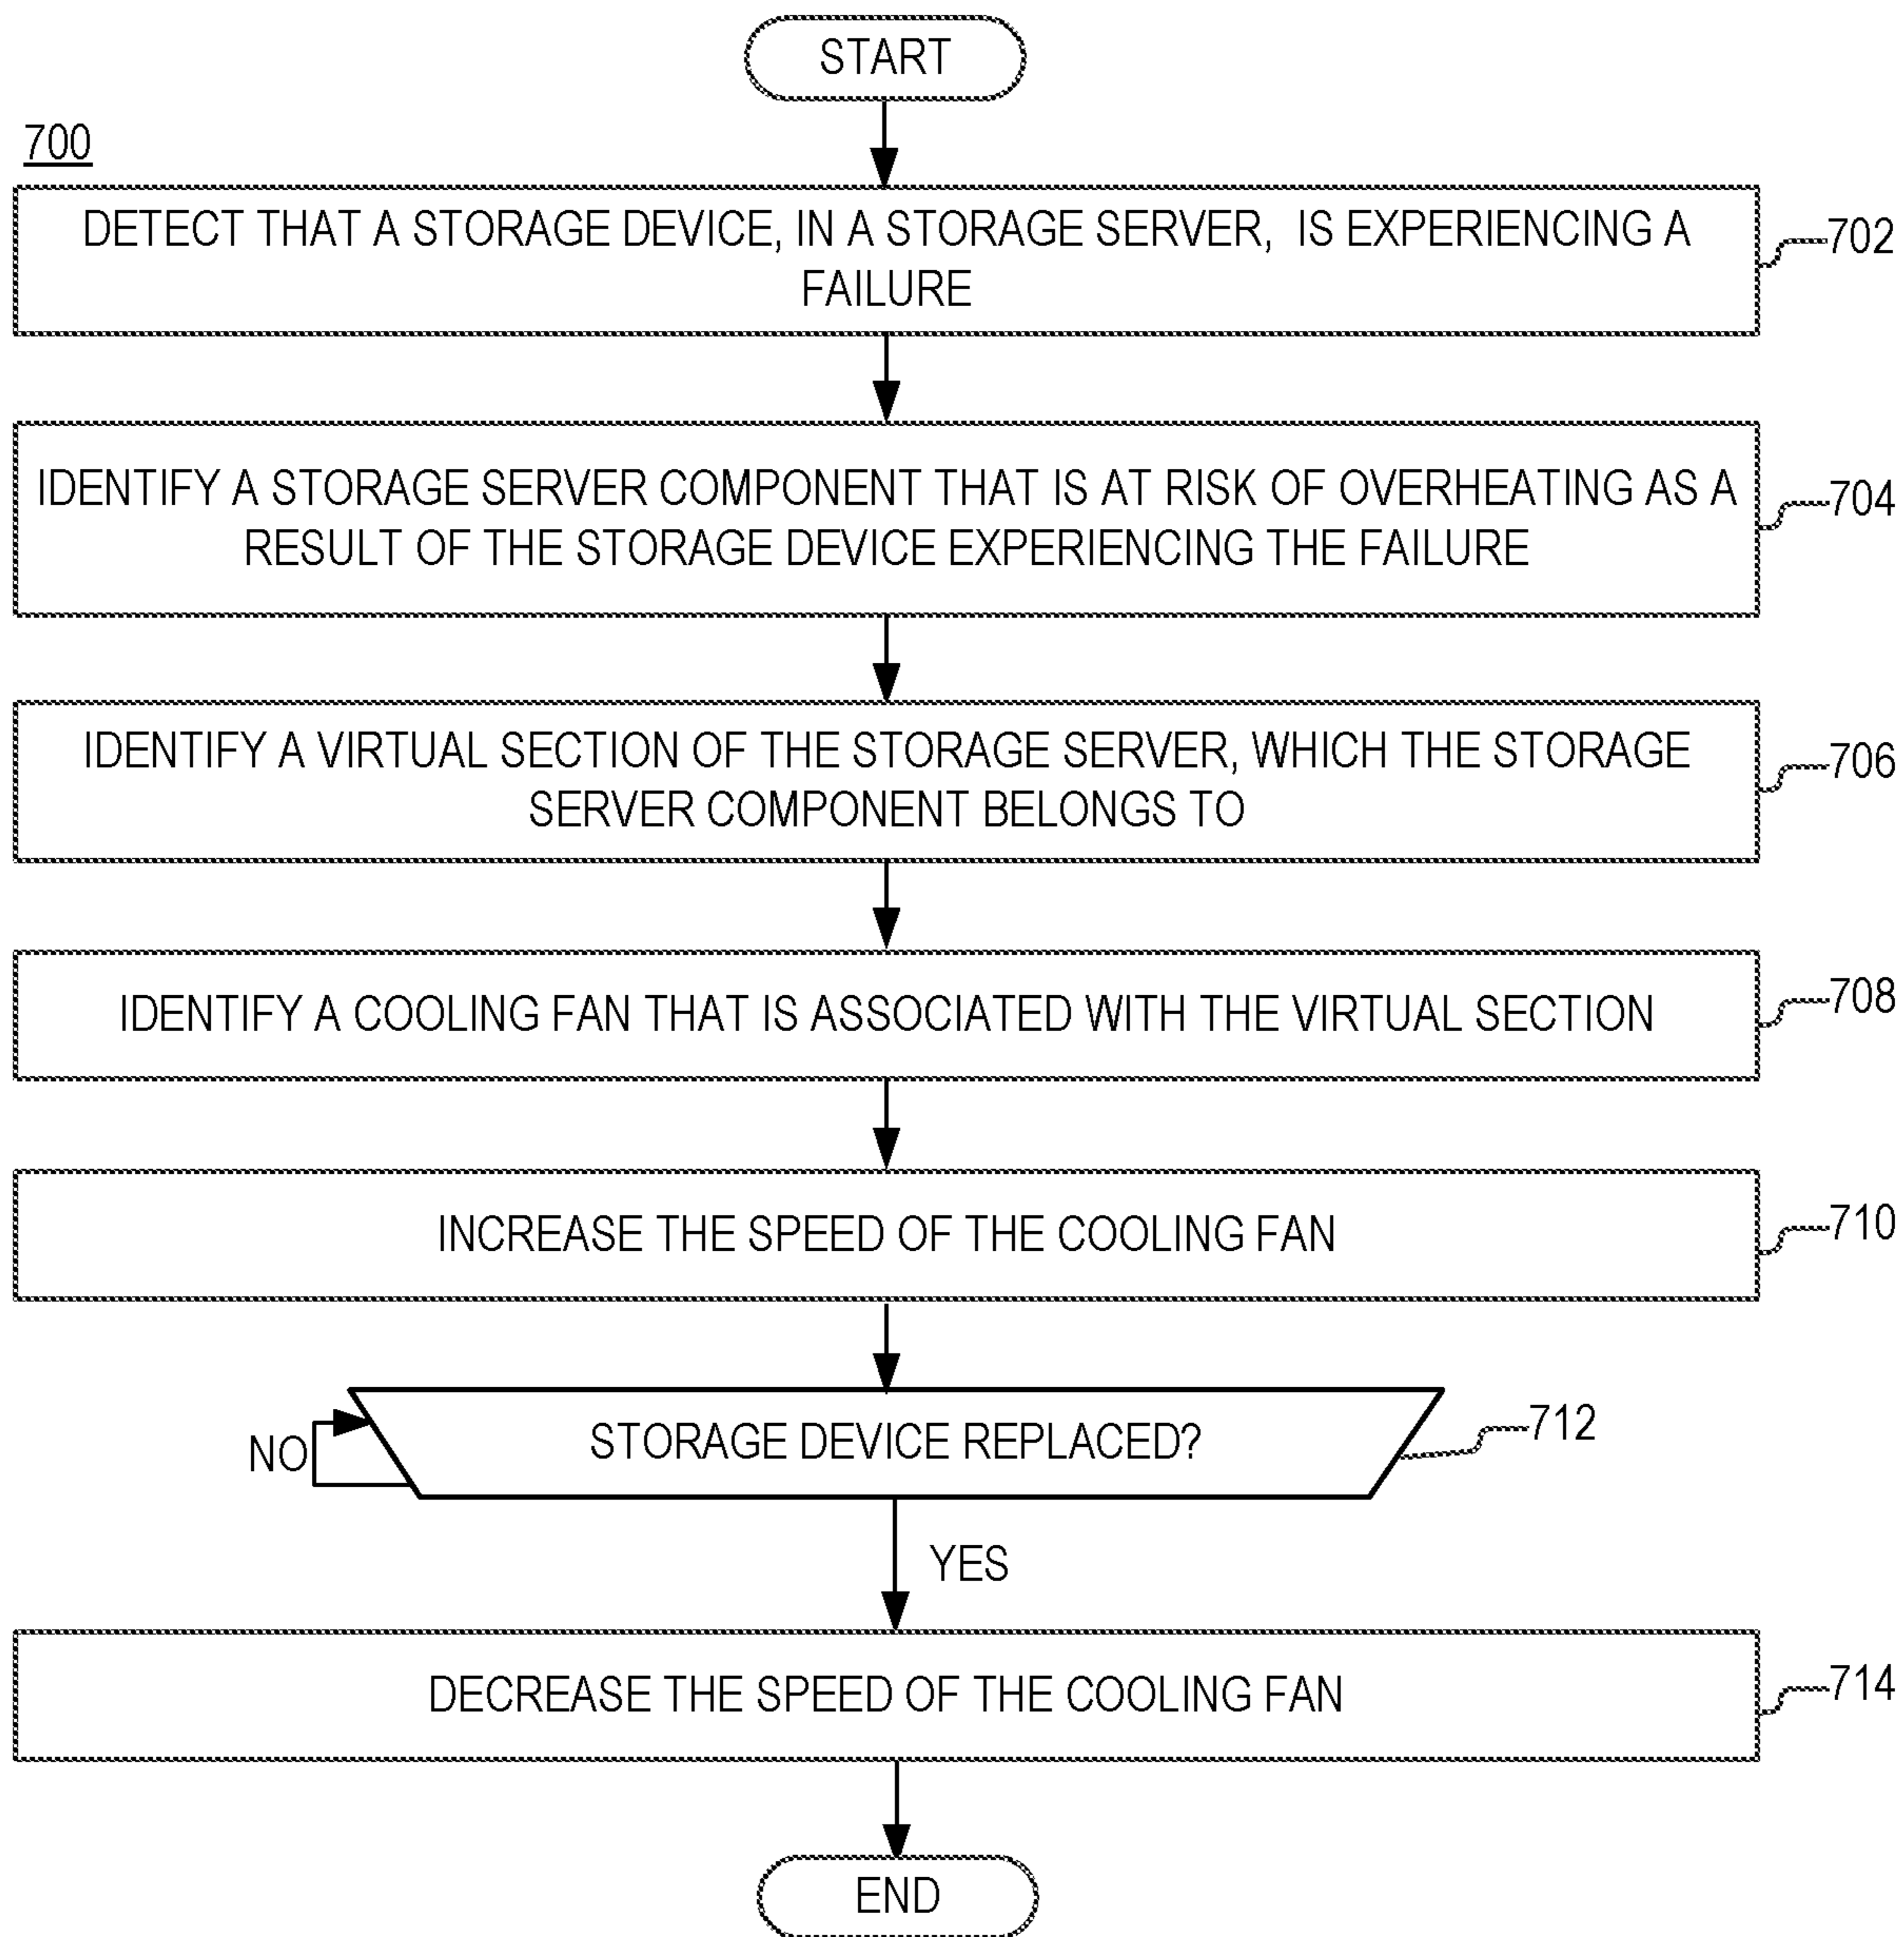 START
700
DETECT THAT A STORAGE DEVICE, IN A STORAGE SERVER, IS EXPERIENCING A
FAILURE
702
IDENTIFY A STORAGE SERVER COMPONENT THAT IS AT RISK OF OVERHEATING AS A
RESULT OF THE STORAGE DEVICE EXPERIENCING THE FAILURE
704
IDENTIFY A VIRTUAL SECTION OF THE STORAGE SERVER, WHICH THE STORAGE
SERVER COMPONENT BELONGS TO
706
IDENTIFY A COOLING FAN THAT IS ASSOCIATED WITH THE VIRTUAL SECTION
708
INCREASE THE SPEED OF THE COOLING FAN
710
STORAGE DEVICE REPLACED?
712
NO
YES
DECREASE THE SPEED OF THE COOLING FAN
714
END